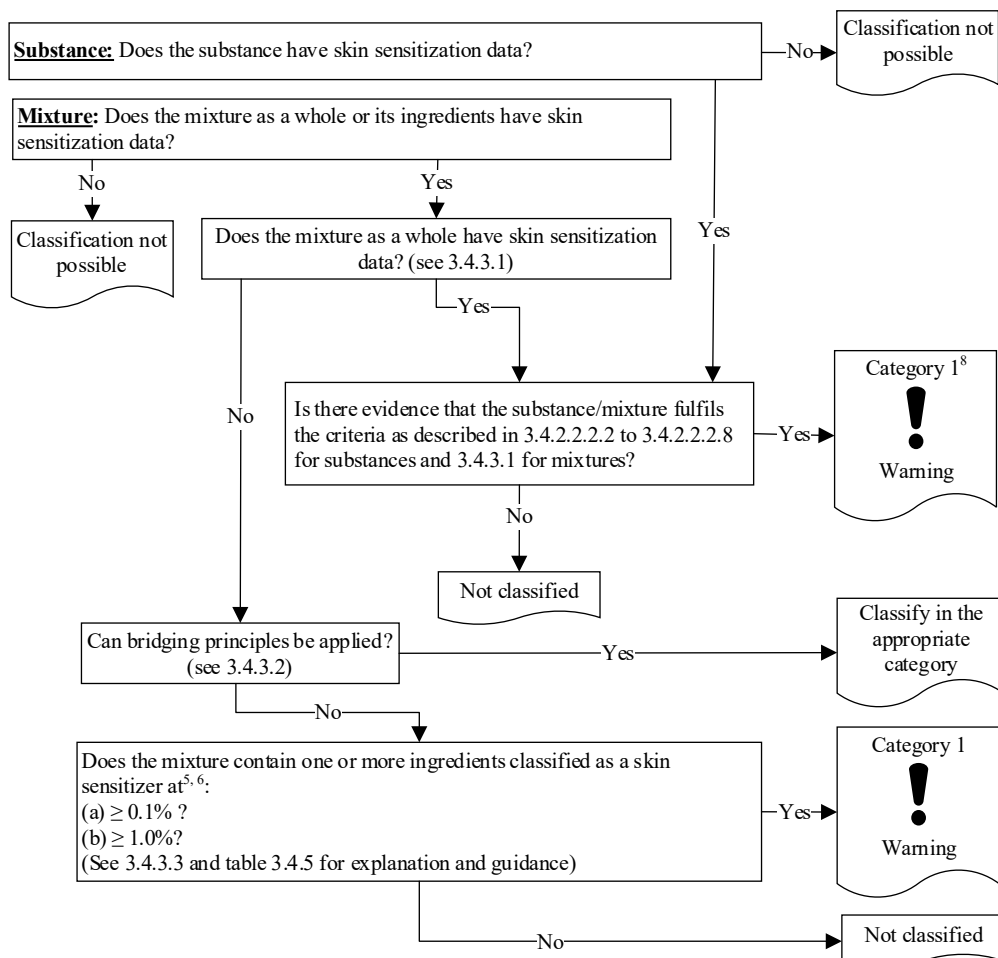 Substance: Does the substance have skin sensitization data?
No
Classification not
possible
Mixture: Does the mixture as a whole or its ingredients have skin
sensitization data?
No
Yes
Yes
Classification not
possible
Does the mixture as a whole have skin sensitization
data? (see 3.4.3.1)
Yes
No
Is there evidence that the substance/mixture fulfils
the criteria as described in 3.4.2.2.2.2 to 3.4.2.2.2.8
for substances and 3.4.3.1 for mixtures?
Yes
Category 1⁸
Warning
No
Not classified
Can bridging principles be applied?
(see 3.4.3.2)
Yes
Classify in the
appropriate
category
No
Does the mixture contain one or more ingredients classified as a skin
sensitizer at⁵, ⁶:
(a) ≥ 0.1% ?
(b) ≥ 1.0%?
(See 3.4.3.3 and table 3.4.5 for explanation and guidance)
Yes
Category 1
Warning
No
Not classified